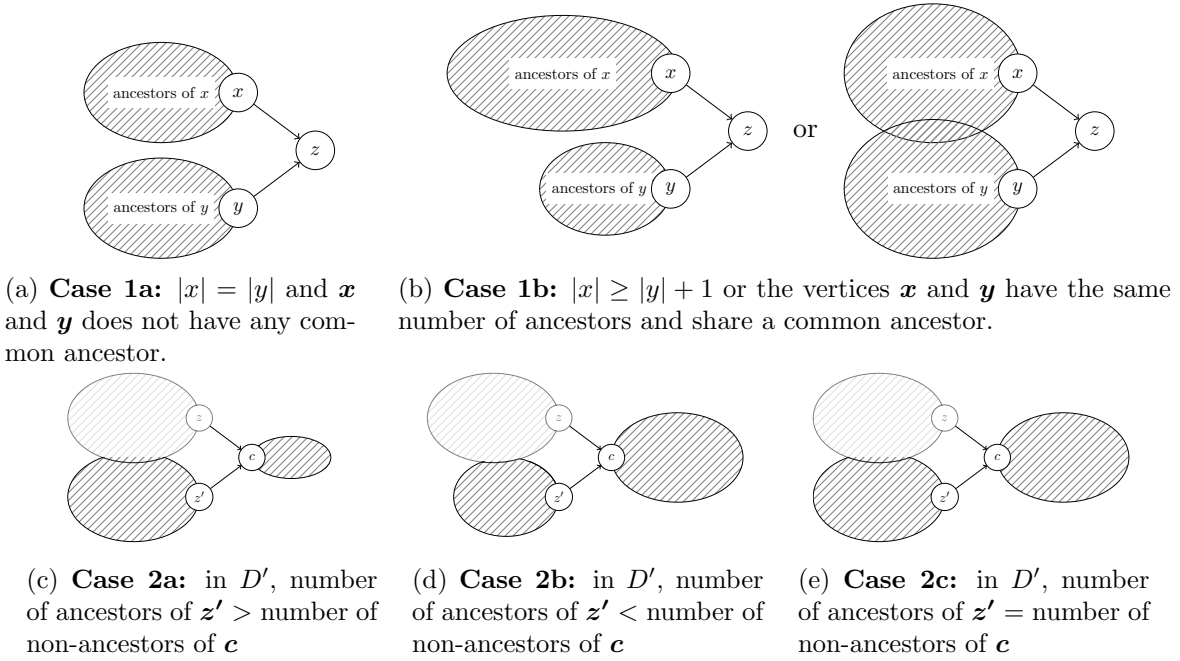 ancestors of x
x
ancestors of y
y
z
ancestors of x
x
ancestors of y
y
z
or
ancestors of x
x
ancestors of y
y
z
(a) Case 1a: |x| = |y| and x
and y does not have any com-
mon ancestor.
(b) Case 1b: |x| ≥ |y| + 1 or the vertices x and y have the same
number of ancestors and share a common ancestor.
z
c
z′
z
c
z′
z
c
z′
(c) Case 2a: in D′, number
of ancestors of z′ > number of
non-ancestors of c
(d) Case 2b: in D′, number
of ancestors of z′ < number of
non-ancestors of c
(e) Case 2c: in D′, number
of ancestors of z′ = number of
non-ancestors of c